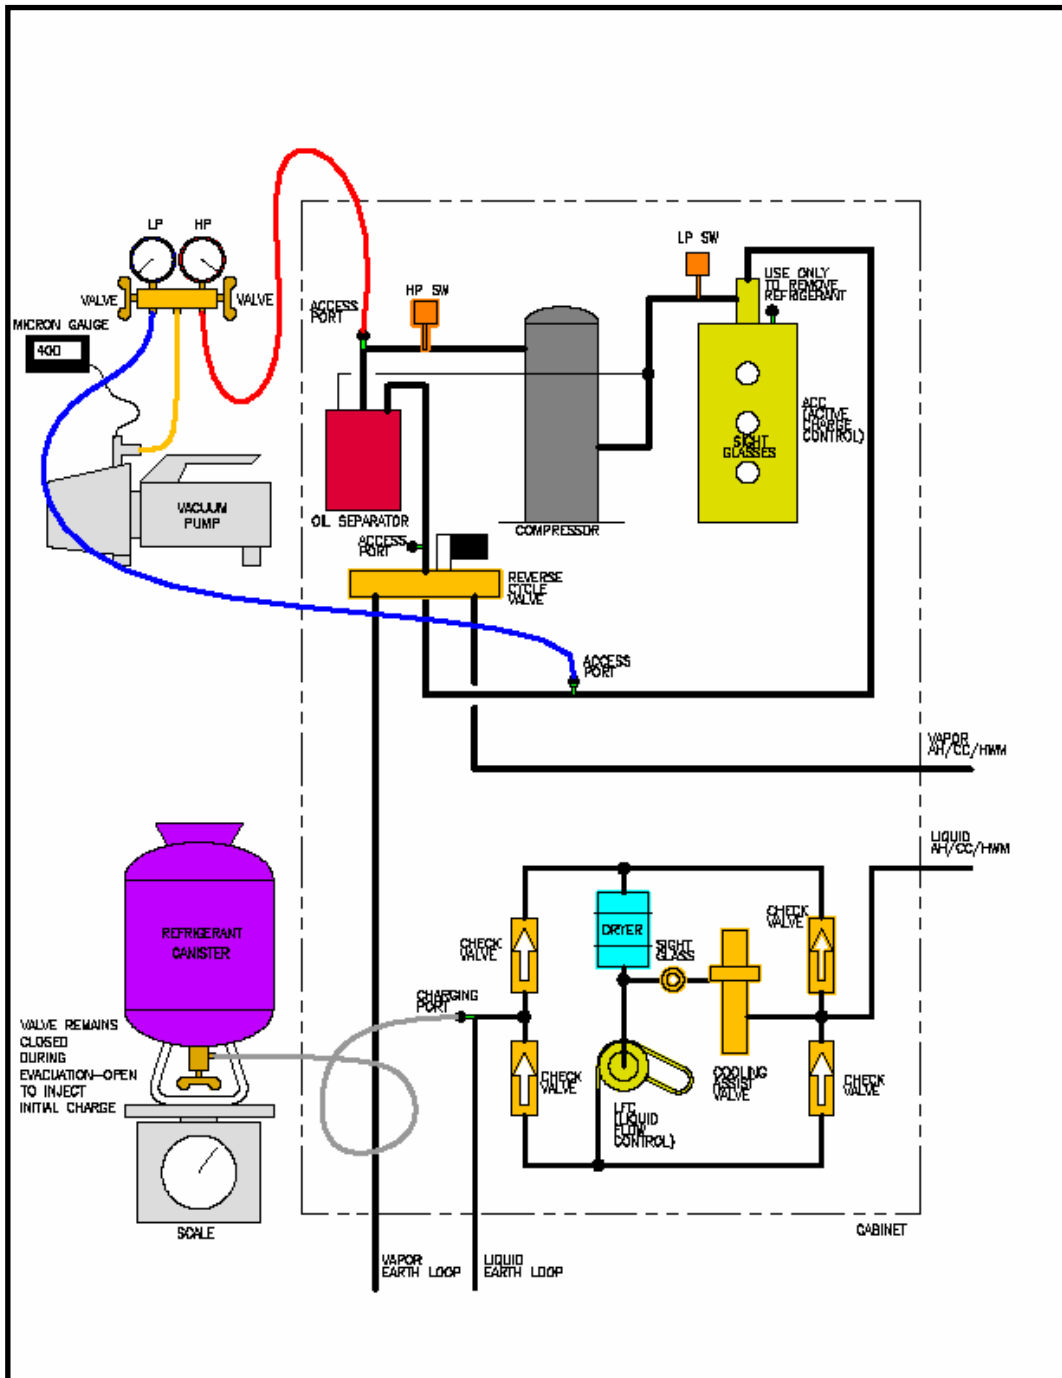 LP
HP
LP SW
USE ONLY
TO REMOVE
REFRIGERANT
HP SW
VALVE
VALVE
ACCESS
PORT
MICRON GAUGE
400
ACC
(ACTIVE
CHARGE
CONTROL)
SIGHT
GLASSES
VACUUM
PUMP
OIL SEPARATOR
COMPRESSOR
ACCESS
PORT
REVERSE
CYCLE
VALVE
ACCESS
PORT
VAPOR
AH/CC/HWM
LIQUID
AH/CC/HWM
REFRIGERANT
CANISTER
CHECK
VALVE
DRYER
SIGHT
GLASS
CHECK
VALVE
CHARGING
PORT
VALVE REMAINS
CLOSED
DURING
EVACUATION-OPEN
TO INJECT
INITIAL CHARGE
CHECK
VALVE
COOLING
ASSIST
VALVE
CHECK
VALVE
LFC
(LIQUID
FLOW
CONTROL)
SCALE
CABINET
VAPOR
EARTH LOOP
LIQUID
EARTH LOOP